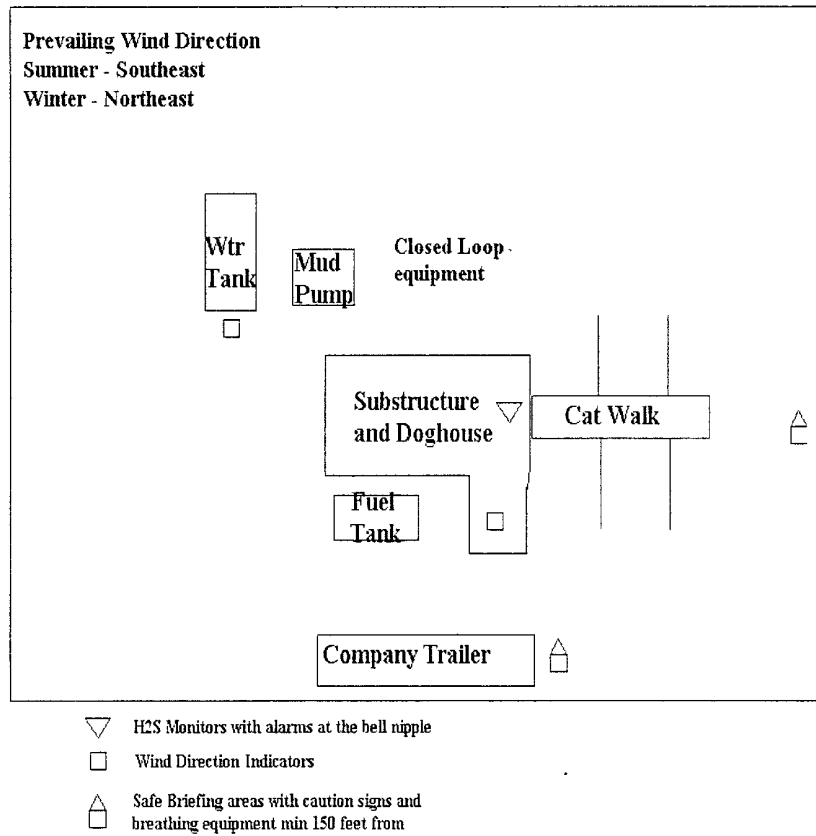 Prevailing Wind Direction
Summer - Southeast
Winter - Northeast
Wtr
Tank
Mud
Pump
Closed Loop
equipment
Substructure
and Doghouse
Cat Walk
Fuel
Tank
Company Trailer
H2S Monitors with alarms at the bell nipple
Wind Direction Indicators
Safe Briefing areas with caution signs and
breathing equipment min 150 feet from